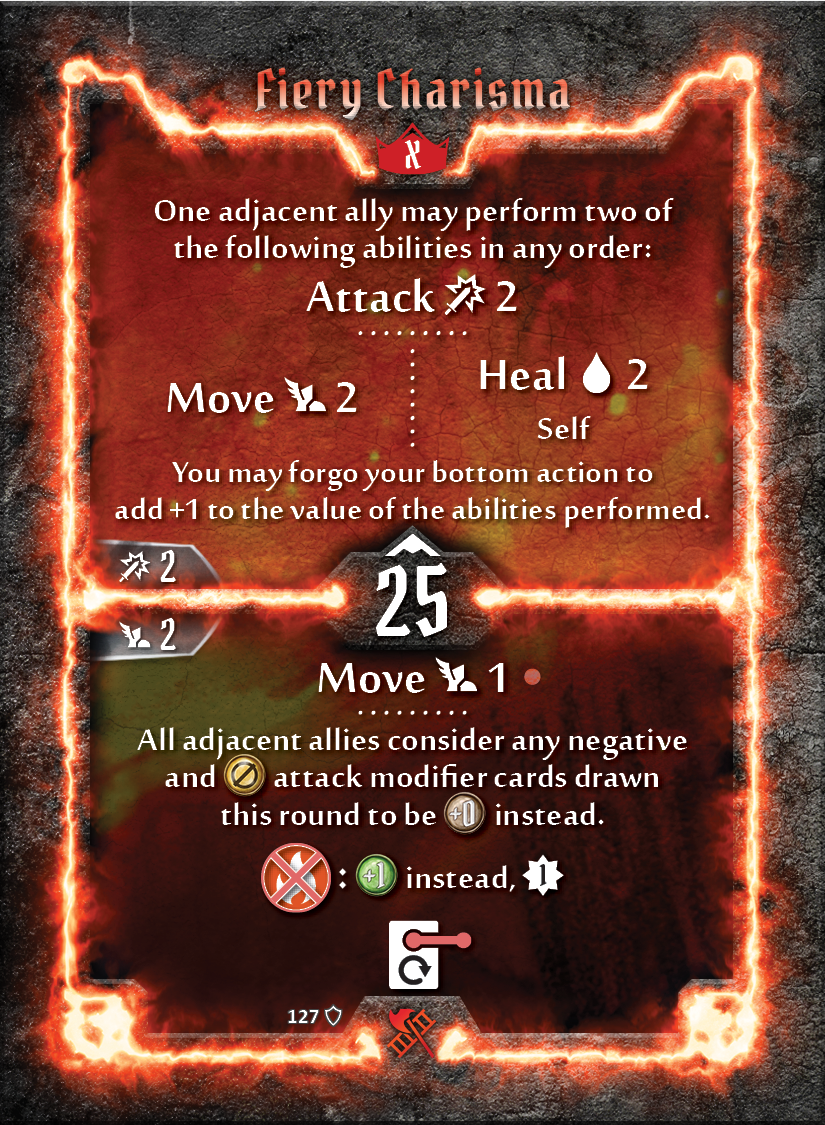 Fiery Charisma
X
One adjacent ally may perform two of
the following abilities in any order:
Attack 2
Move 2
Heal 2
Self
You may forgo your bottom action to
add +1 to the value of the abilities performed.
2
25
2
Move 1
All adjacent allies consider any negative
and attack modifier cards drawn
this round to be +0 instead.
: +1 instead, 1
127